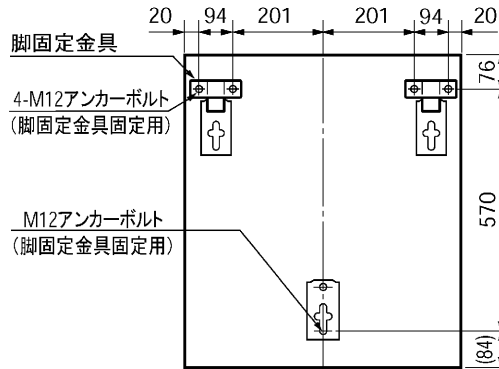 20 94 201 201 94 20
76
脚固定金具
4-M12アンカーボルト
(脚固定金具固定用)
570
M12アンカーボルト
(脚固定金具固定用)
(84)